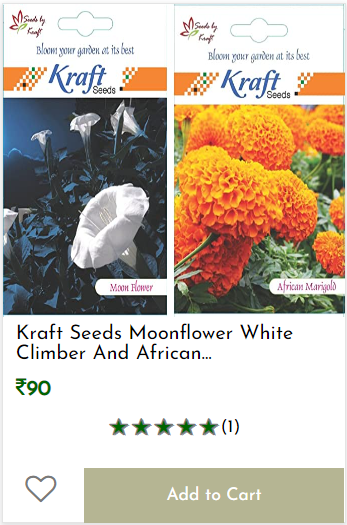 Seeds by
Kraft
Bloom your garden at its best
Kraft
Seeds
Moon Flower
Seeds by
Kraft
Bloom your garden at its best
Kraft
Seeds
African Marigold
Kraft Seeds Moonflower White
Climber And African...
₹90
(1)
Add to Cart